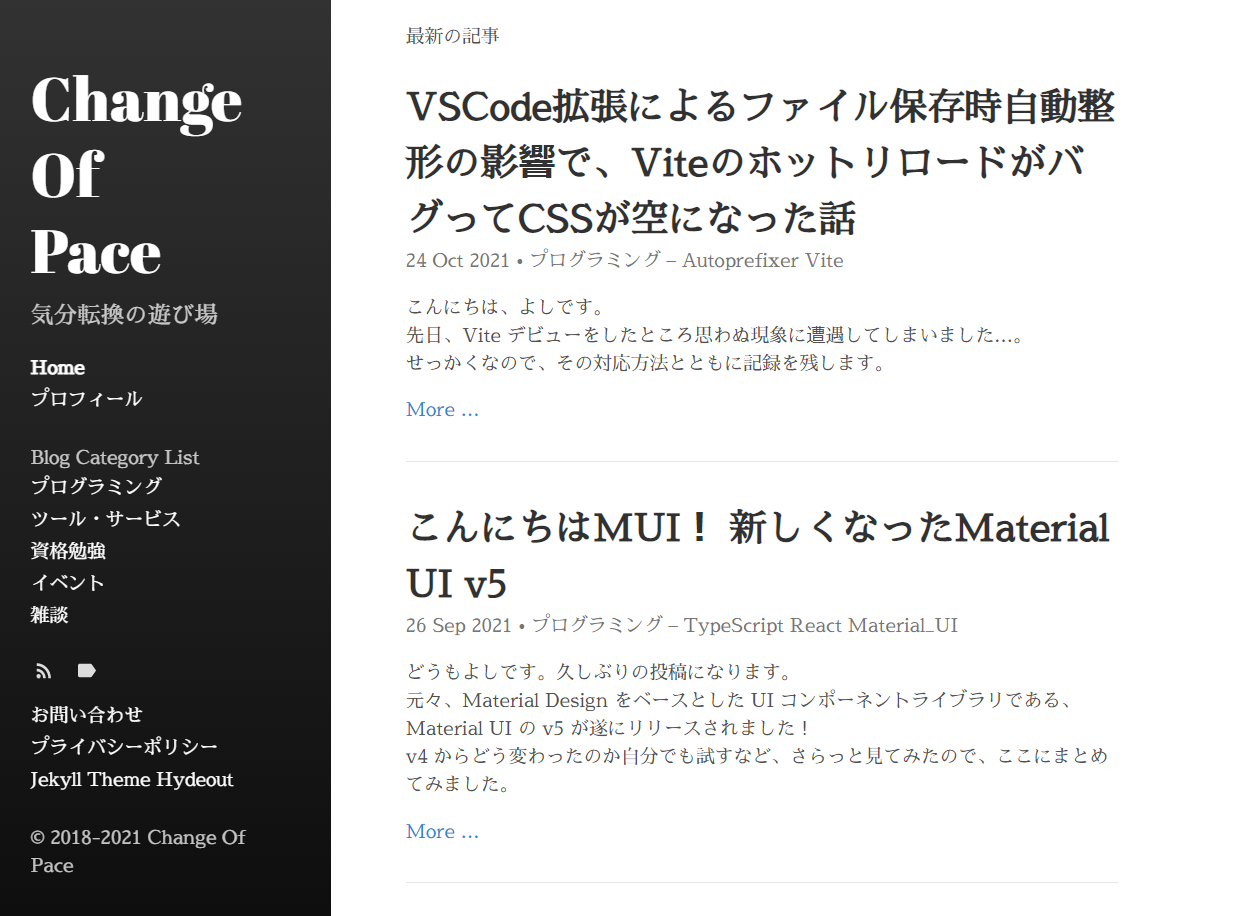 Change
Of
Pace
気分転換の遊び場
Home
プロフィール
Blog Category List
プログラミング
ツール・サービス
資格勉強
イベント
雑談
お問い合わせ
プライバシーポリシー
Jekyll Theme Hydeout
© 2018-2021 Change Of
Pace
最新の記事
VSCode拡張によるファイル保存時自動整
形の影響で、Viteのホットリロードがバ
グってCSSが空になった話
24 Oct 2021 • プログラミング – Autoprefixer Vite
こんにちは、よしです。
先日、Vite デビューをしたところ思わぬ現象に遭遇してしまいました…。
せっかくなので、その対応方法とともに記録を残します。
More …
こんにちはMUI！ 新しくなったMaterial
UI v5
26 Sep 2021 • プログラミング – TypeScript React Material_UI
どうもよしです。久しぶりの投稿になります。
元々、Material Design をベースとした UI コンポーネントライブラリである、
Material UI の v5 が遂にリリースされました！
v4 からどう変わったのか自分でも試すなど、さらっと見てみたので、ここにまとめ
てみました。
More …